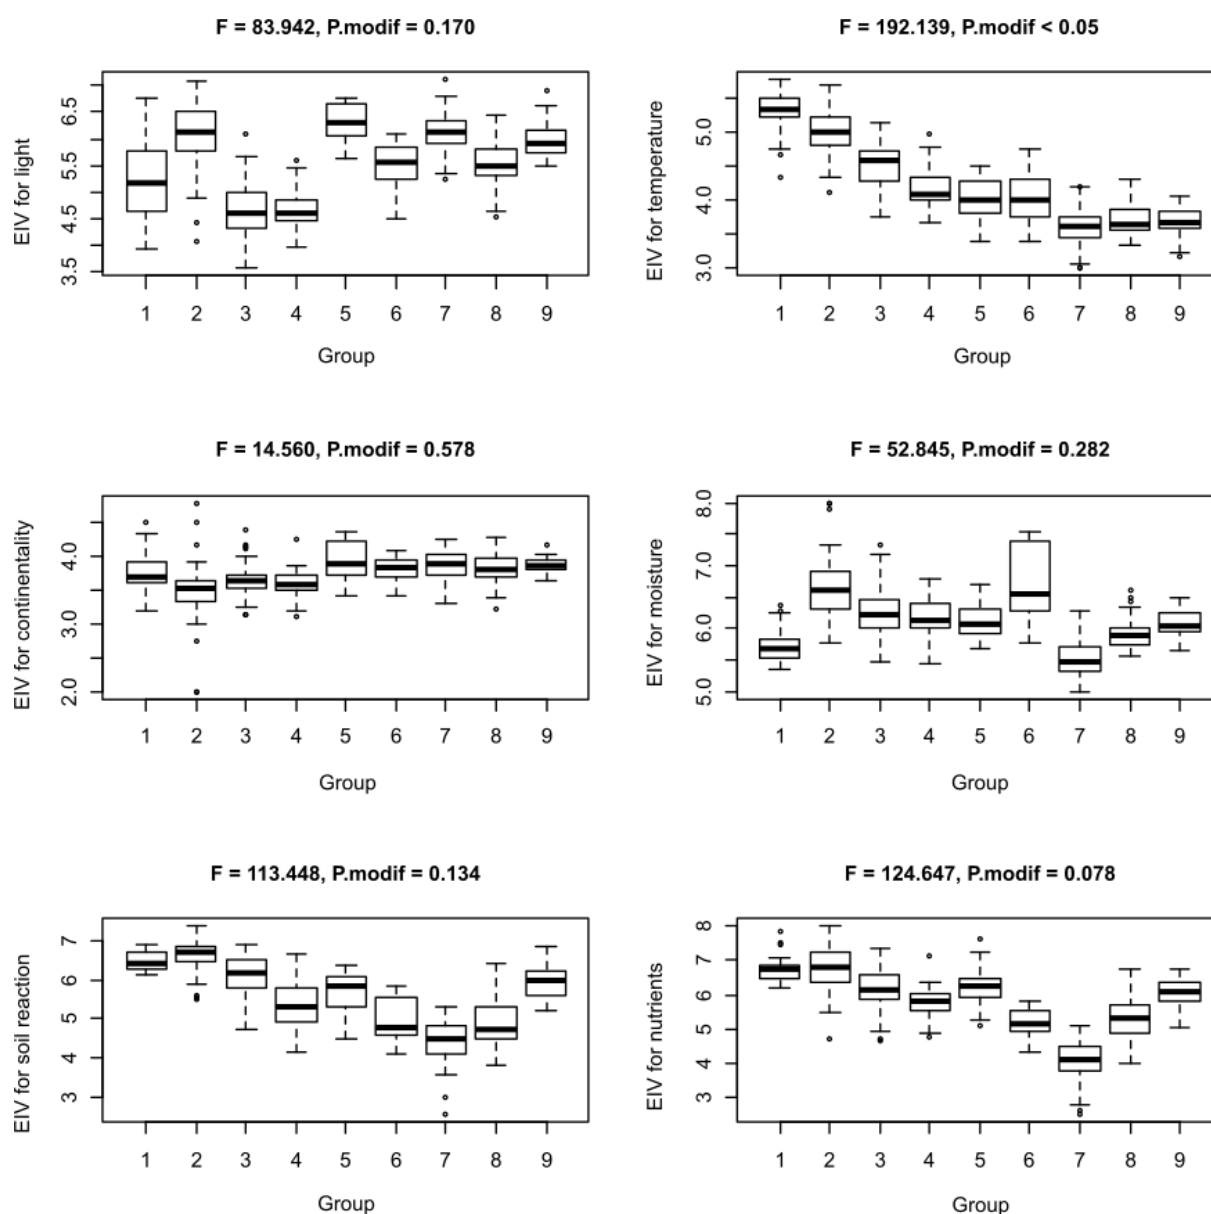 F = 83.942, P.modif = 0.170
EIV for light
3.5 4.5 5.5 6.5
1 2 3 4 5 6 7 8 9
Group
F = 192.139, P.modif < 0.05
EIV for temperature
3.0 4.0 5.0
1 2 3 4 5 6 7 8 9
Group
F = 14.560, P.modif = 0.578
EIV for continentality
2.0 3.0 4.0
1 2 3 4 5 6 7 8 9
Group
F = 52.845, P.modif = 0.282
EIV for moisture
5.0 6.0 7.0 8.0
1 2 3 4 5 6 7 8 9
Group
F = 113.448, P.modif = 0.134
EIV for soil reaction
3 4 5 6 7
1 2 3 4 5 6 7 8 9
Group
F = 124.647, P.modif = 0.078
EIV for nutrients
3 4 5 6 7 8
1 2 3 4 5 6 7 8 9
Group